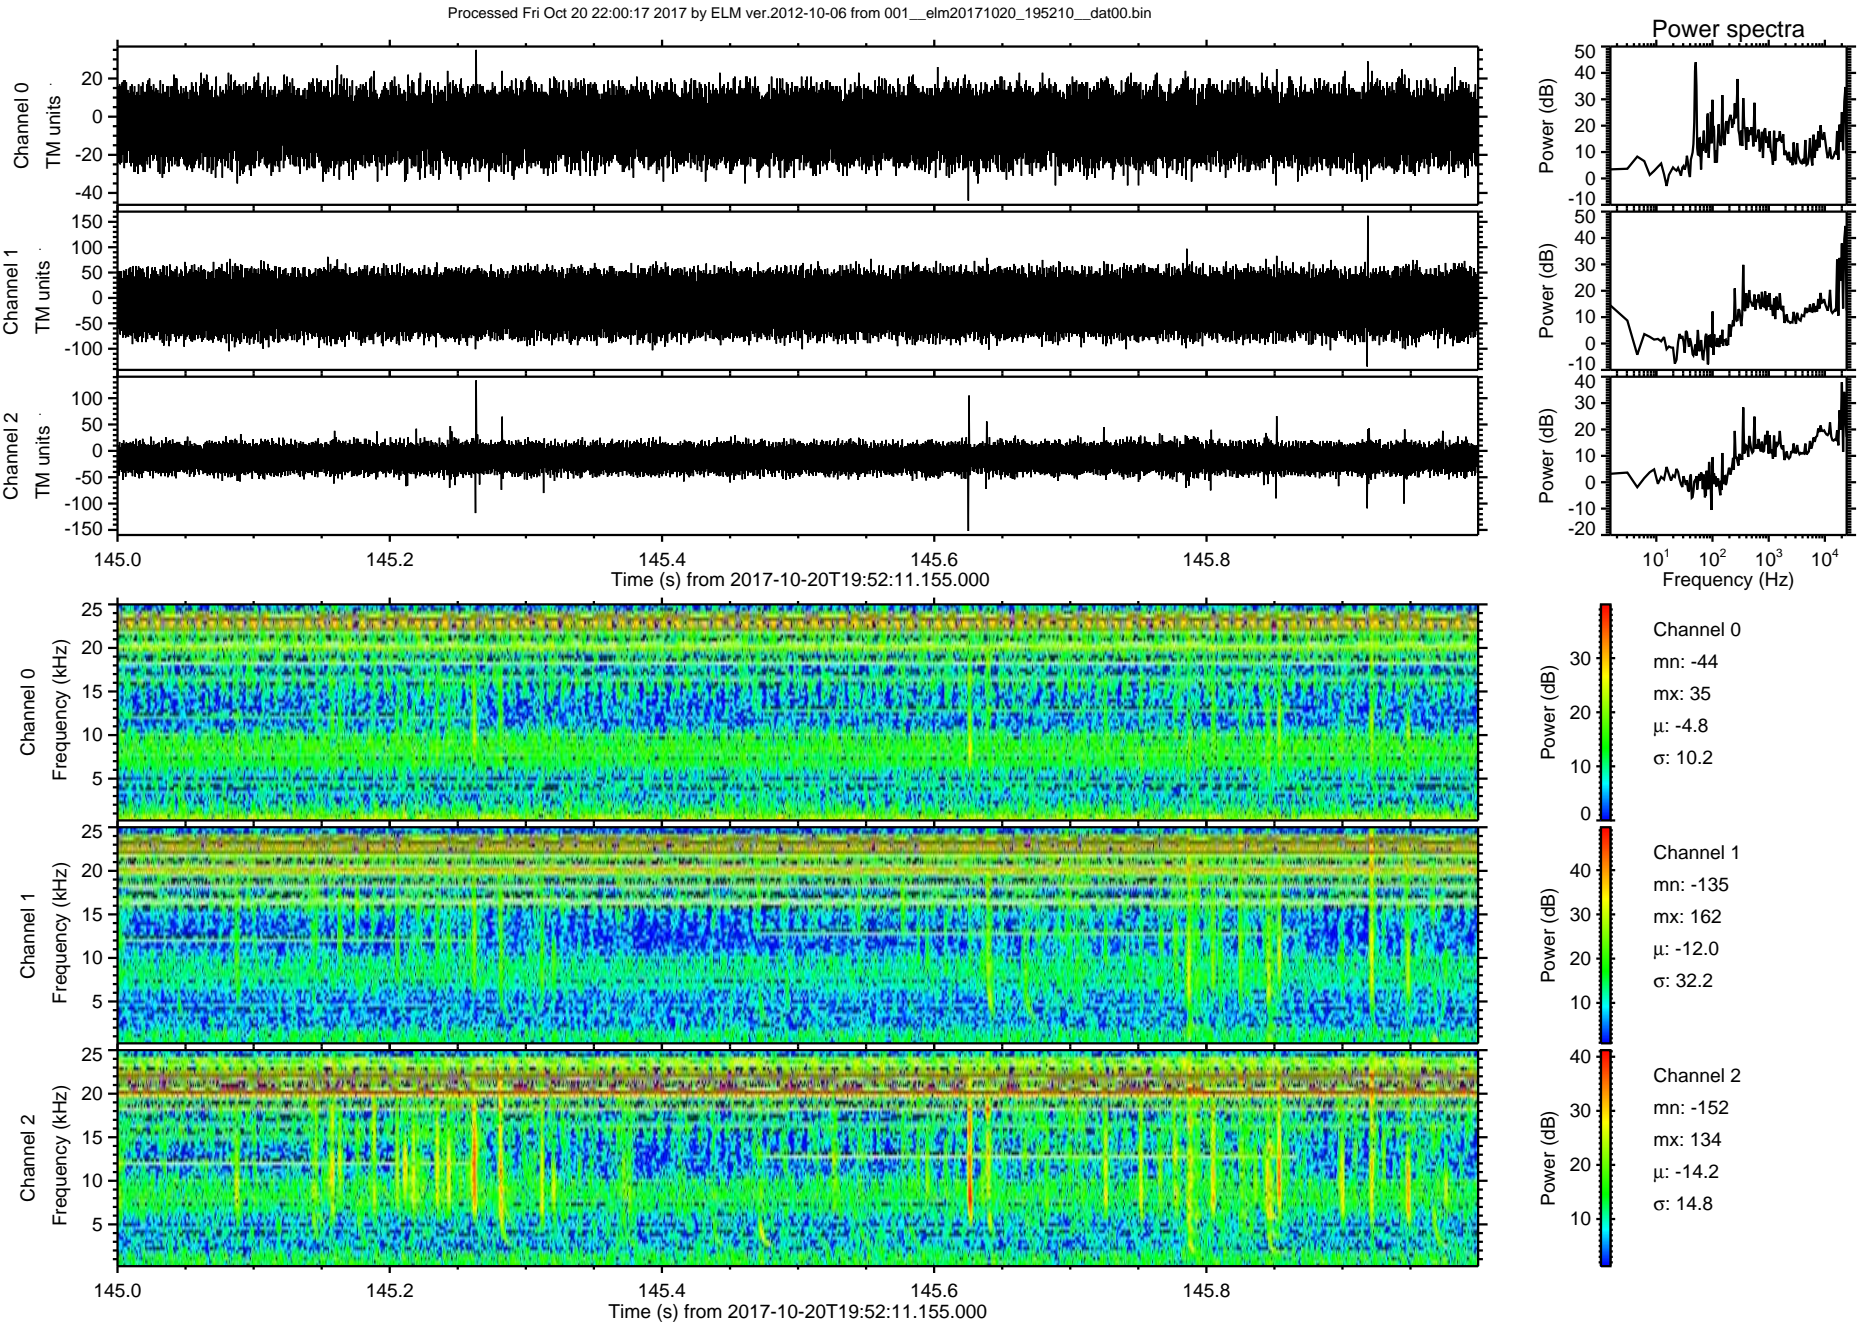 Processed Fri Oct 20 22:00:17 2017 by ELM ver.2012-10-06 from 001__elm20171020_195210__dat00.bin
Power spectra
Channel 0
TM units
20
0
-20
-40
Power (dB)
50
40
30
20
10
0
-10
Channel 1
TM units
150
100
50
0
-50
-100
Power (dB)
50
40
30
20
10
0
-10
Channel 2
TM units
100
50
0
-50
-100
-150
Power (dB)
40
30
20
10
0
-10
-20
145.0 145.2 145.4 145.6 145.8
Time (s) from 2017-10-20T19:52:11.155.000
10^1 10^2 10^3 10^4
Frequency (Hz)
Channel 0
Frequency (kHz)
25
20
15
10
5
Power (dB)
30
20
10
0
Channel 0
mn: -44
mx: 35
μ: -4.8
σ: 10.2
Channel 1
Frequency (kHz)
25
20
15
10
5
Power (dB)
40
30
20
10
Channel 1
mn: -135
mx: 162
μ: -12.0
σ: 32.2
Channel 2
Frequency (kHz)
25
20
15
10
5
Power (dB)
40
30
20
10
Channel 2
mn: -152
mx: 134
μ: -14.2
σ: 14.8
145.0 145.2 145.4 145.6 145.8
Time (s) from 2017-10-20T19:52:11.155.000